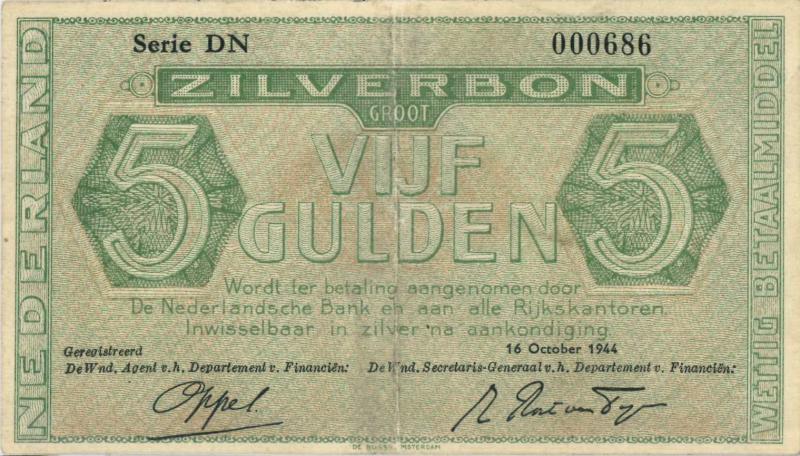 Serie DN 000686
NEDERLAND
ZILVERBON
GROOT
5 VIJF 5
GULDEN
WETTIG BETAALMIDDEL
Wordt ter betaling aangenomen door
De Nederlandsche Bank en aan alle Rijkskantoren.
Inwisselbaar in zilver na aankondiging.
Geregistreerd 16 October 1944
De Wnd. Agent v.h. Departement v. Financiën: De Wnd. Secretaris-Generaal v.h. Departement v. Financiën:
Oppel.
AMSTERDAM